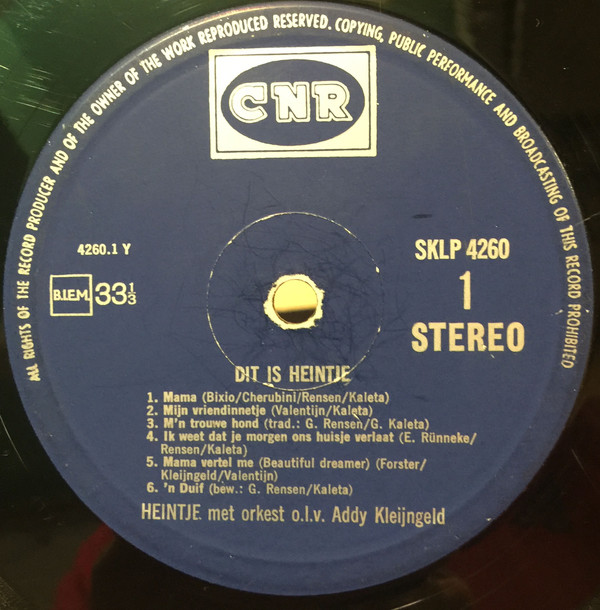 ALL RIGHTS OF THE RECORD PRODUCER AND OF THE OWNER OF THE WORK REPRODUCED RESERVED. COPYING, PUBLIC PERFORMANCE AND BROADCASTING OF THIS RECORD PROHIBITED
CNR
4260.1 Y
B.I.E.M. 33 1/3
SKLP 4260
1
STEREO
DIT IS HEINTJE
1. Mama (Bixio/Cherubini/Rensen/Kaleta)
2. Mijn vriendinnetje (Valentijn/Kaleta)
3. M'n trouwe hond (trad.: G. Rensen/G. Kaleta)
4. Ik weet dat je morgen ons huisje verlaat (E. Rünneke/
Rensen/Kaleta)
5. Mama vertel me (Beautiful dreamer) (Forster/
Kleijngeld/Valentijn)
6. 'n Duif (bew.: G. Rensen/Kaleta)
HEINTJE met orkest o.l.v. Addy Kleijngeld